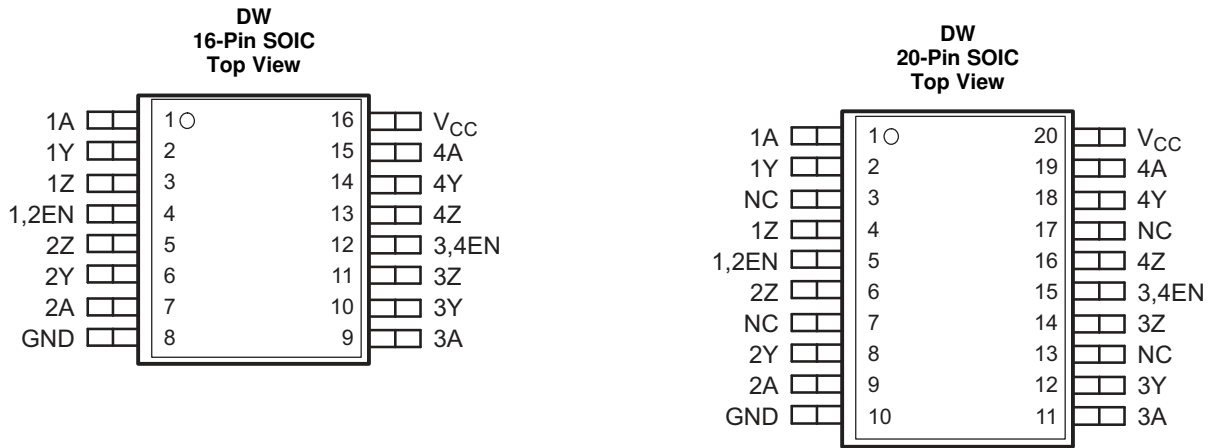 DW
16-Pin SOIC
Top View
1A 1 16 VCC
1Y 2 15 4A
1Z 3 14 4Y
1,2EN 4 13 4Z
2Z 5 12 3,4EN
2Y 6 11 3Z
2A 7 10 3Y
GND 8 9 3A
DW
20-Pin SOIC
Top View
1A 1 20 VCC
1Y 2 19 4A
NC 3 18 4Y
1Z 4 17 NC
1,2EN 5 16 4Z
2Z 6 15 3,4EN
NC 7 14 3Z
2Y 8 13 NC
2A 9 12 3Y
GND 10 11 3A